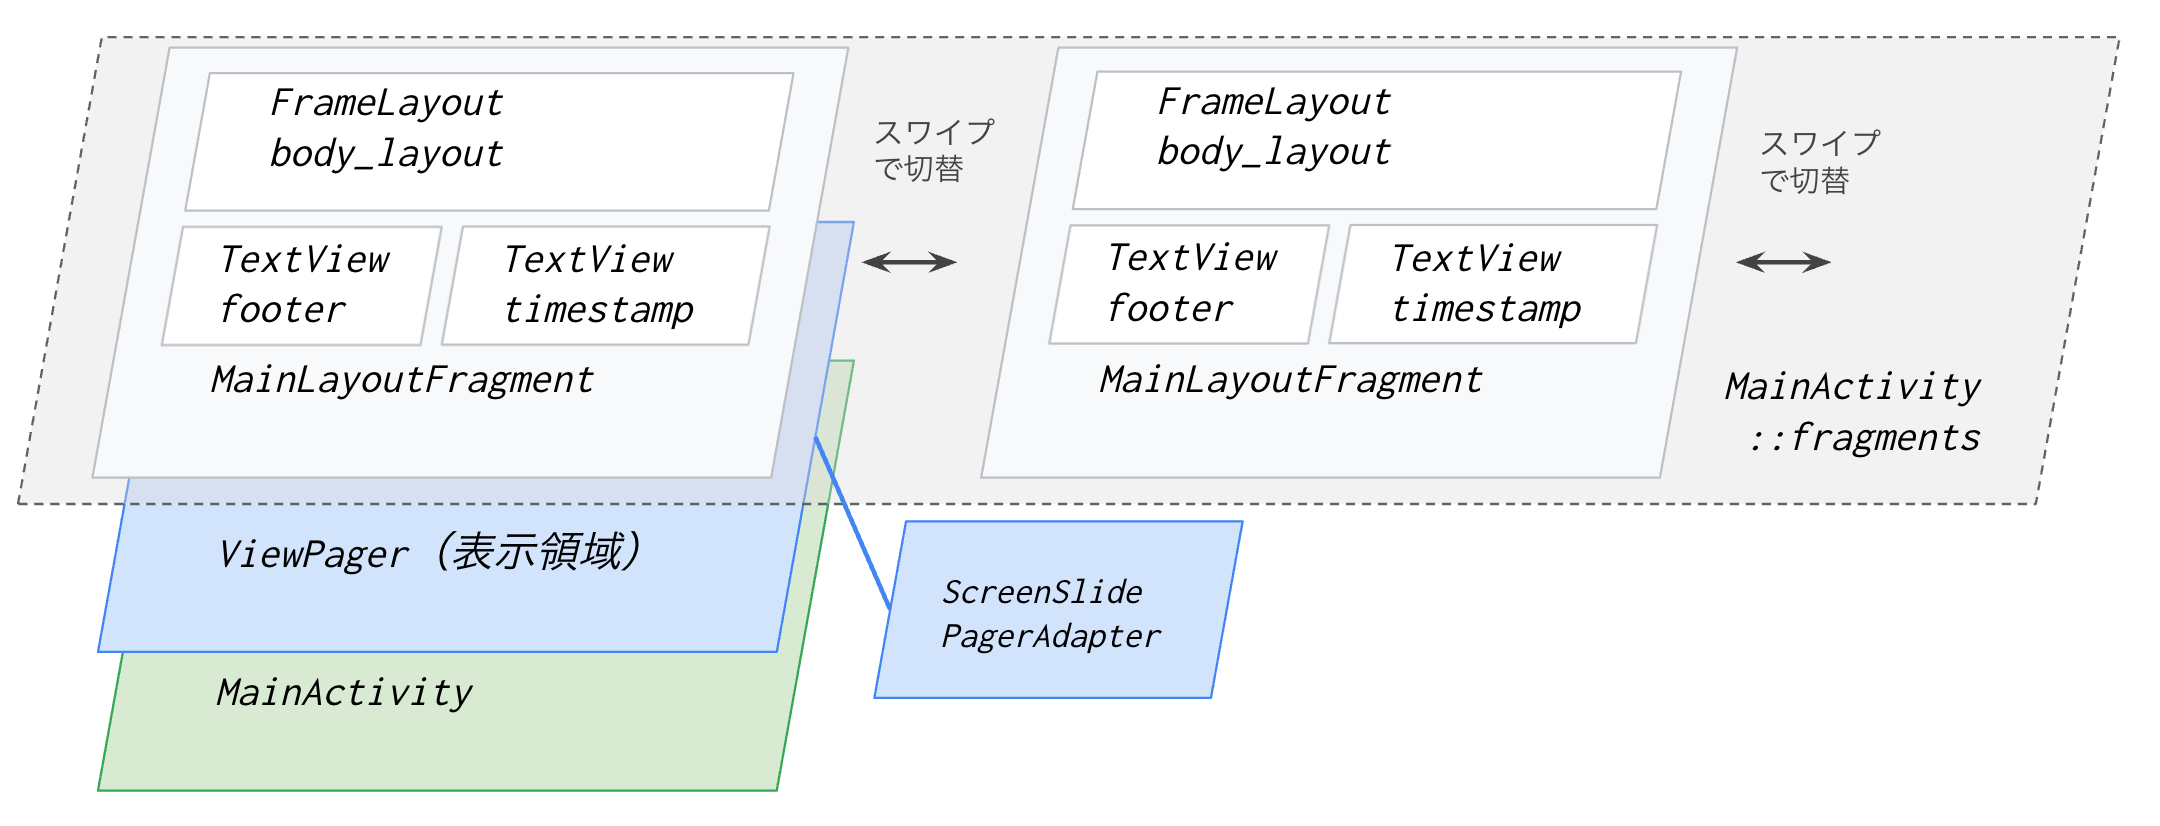 FrameLayout
body_layout
TextView
footer
TextView
timestamp
MainLayoutFragment
スワイプ
で切替
FrameLayout
body_layout
TextView
footer
TextView
timestamp
MainLayoutFragment
スワイプ
で切替
MainActivity
::fragments
ViewPager（表示領域）
ScreenSlide
PagerAdapter
MainActivity